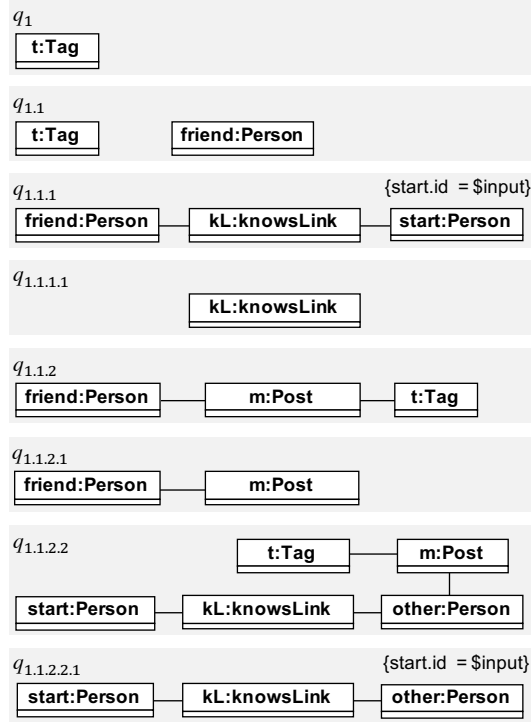 q1
t:Tag
q1.1
t:Tag friend:Person
q1.1.1 {start.id = $input}
friend:Person kL:knowsLink start:Person
q1.1.1.1
kL:knowsLink
q1.1.2
friend:Person m:Post t:Tag
q1.1.2.1
friend:Person m:Post
q1.1.2.2
t:Tag m:Post
start:Person kL:knowsLink other:Person
q1.1.2.2.1 {start.id = $input}
start:Person kL:knowsLink other:Person